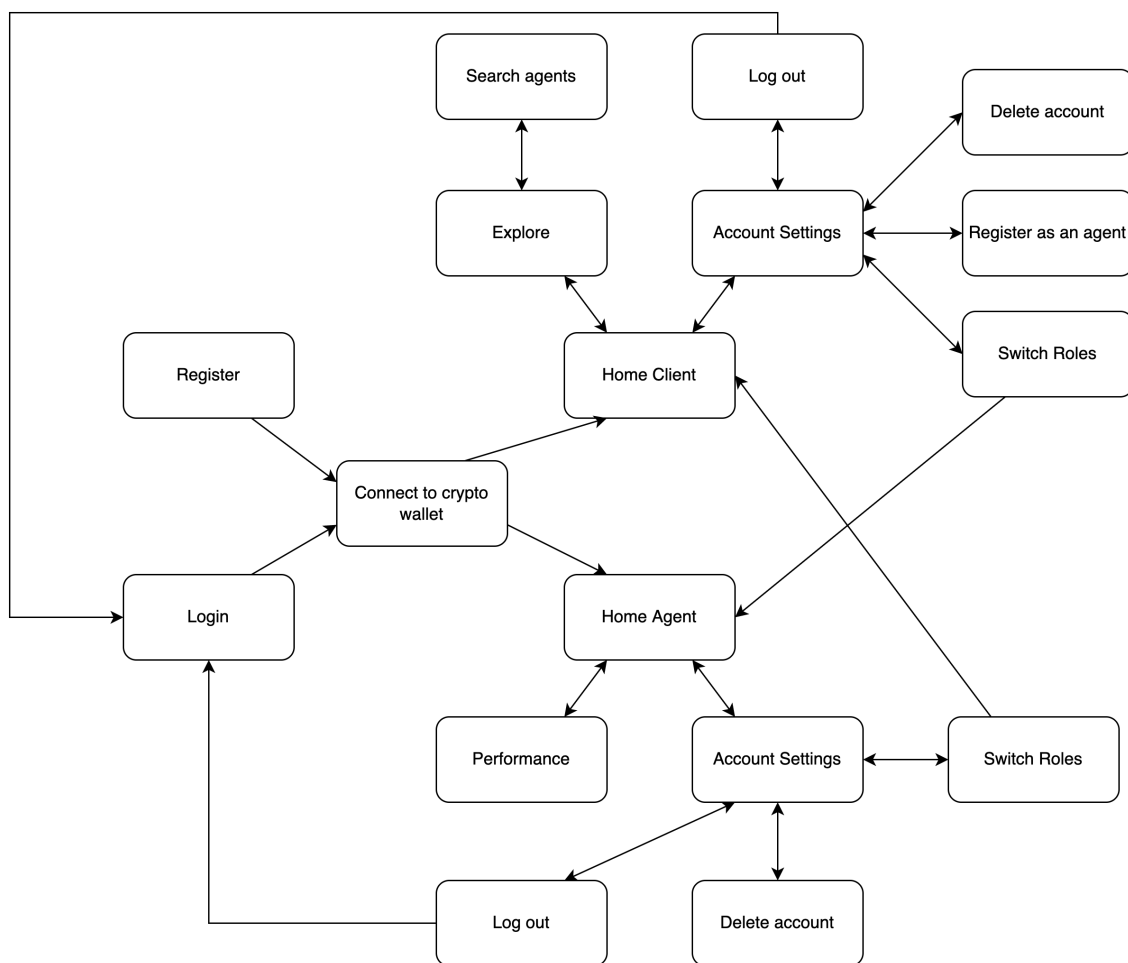 Search agents
Log out
Delete account
Explore
Account Settings
Register as an agent
Switch Roles
Register
Home Client
Connect to crypto
wallet
Login
Home Agent
Performance
Account Settings
Switch Roles
Log out
Delete account